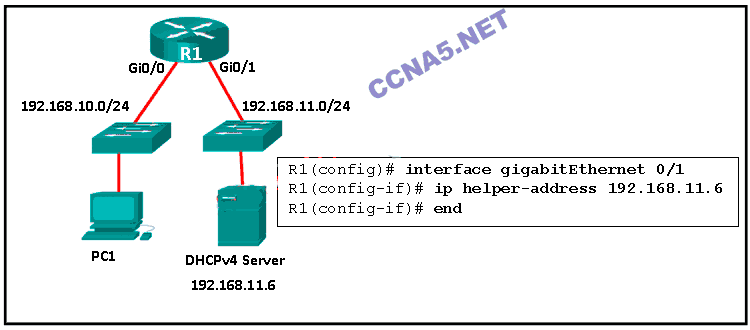 CCNA5.NET
R1
Gi0/0
Gi0/1
192.168.10.0/24
192.168.11.0/24
R1(config)# interface gigabitEthernet 0/1
R1(config-if)# ip helper-address 192.168.11.6
R1(config-if)# end
PC1
DHCPv4 Server
192.168.11.6